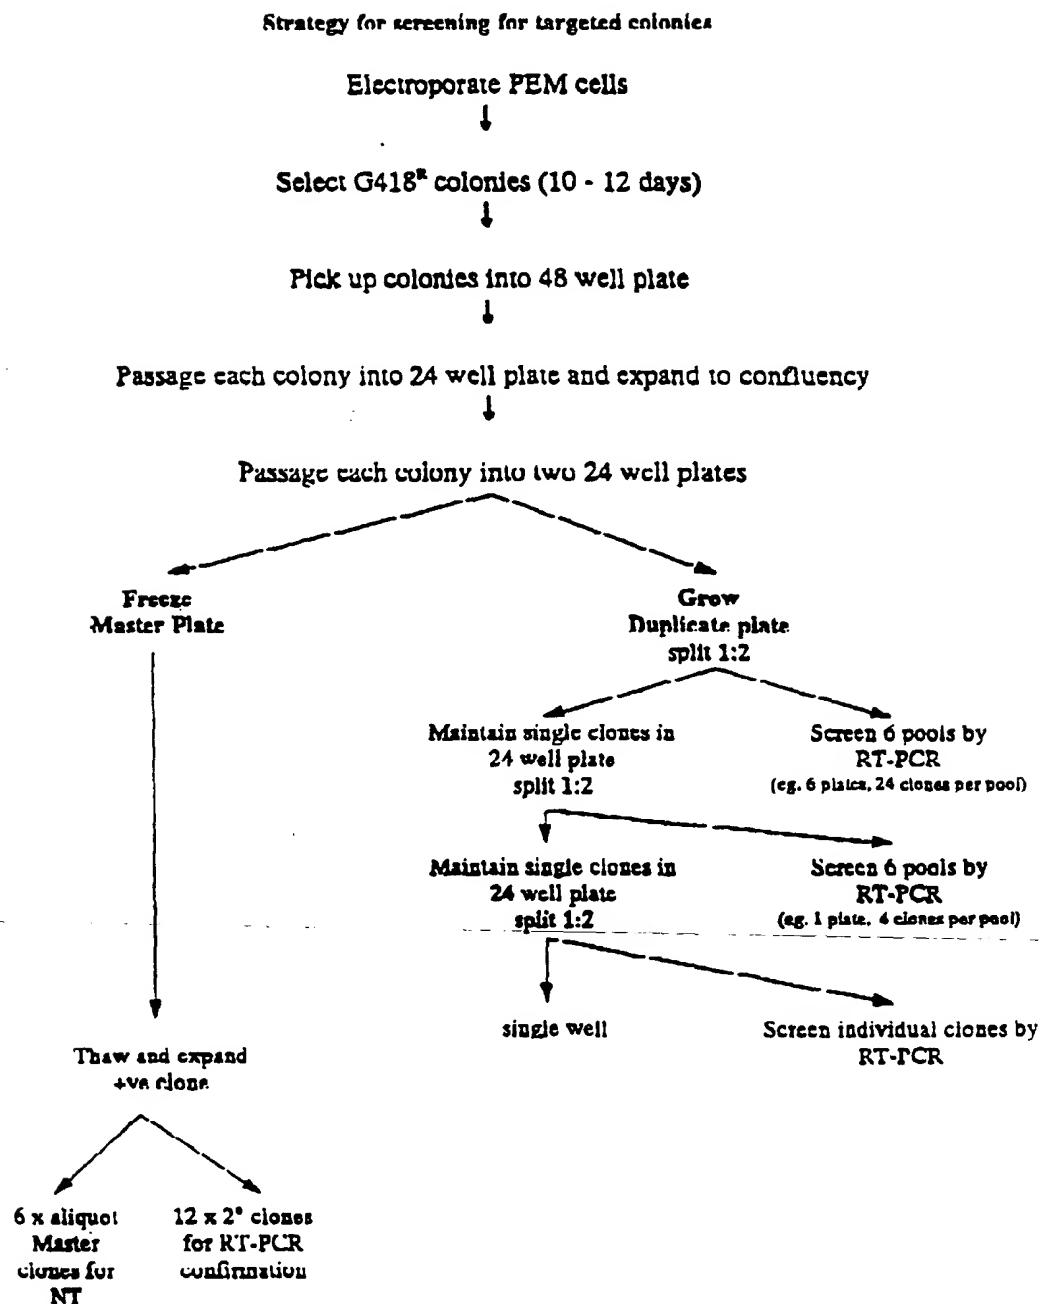 Strategy for screening for targeted colonies
Electroporate PEM cells
Select G418ᴿ colonies (10 - 12 days)
Pick up colonies into 48 well plate
Passage each colony into 24 well plate and expand to confluency
Passage each colony into two 24 well plates
Freeze
Master Plate
Grow
Duplicate plate
split 1:2
Maintain single clones in
24 well plate
split 1:2
Screen 6 pools by
RT-PCR
(eg. 6 plates, 24 clones per pool)
Maintain single clones in
24 well plate
split 1:2
Screen 6 pools by
RT-PCR
(eg. 1 plate, 4 clones per pool)
single well
Screen individual clones by
RT-PCR
Thaw and expand
+ve clone
6 x aliquot
Master
clones for
NT
12 x 2° clones
for RT-PCR
confirmation